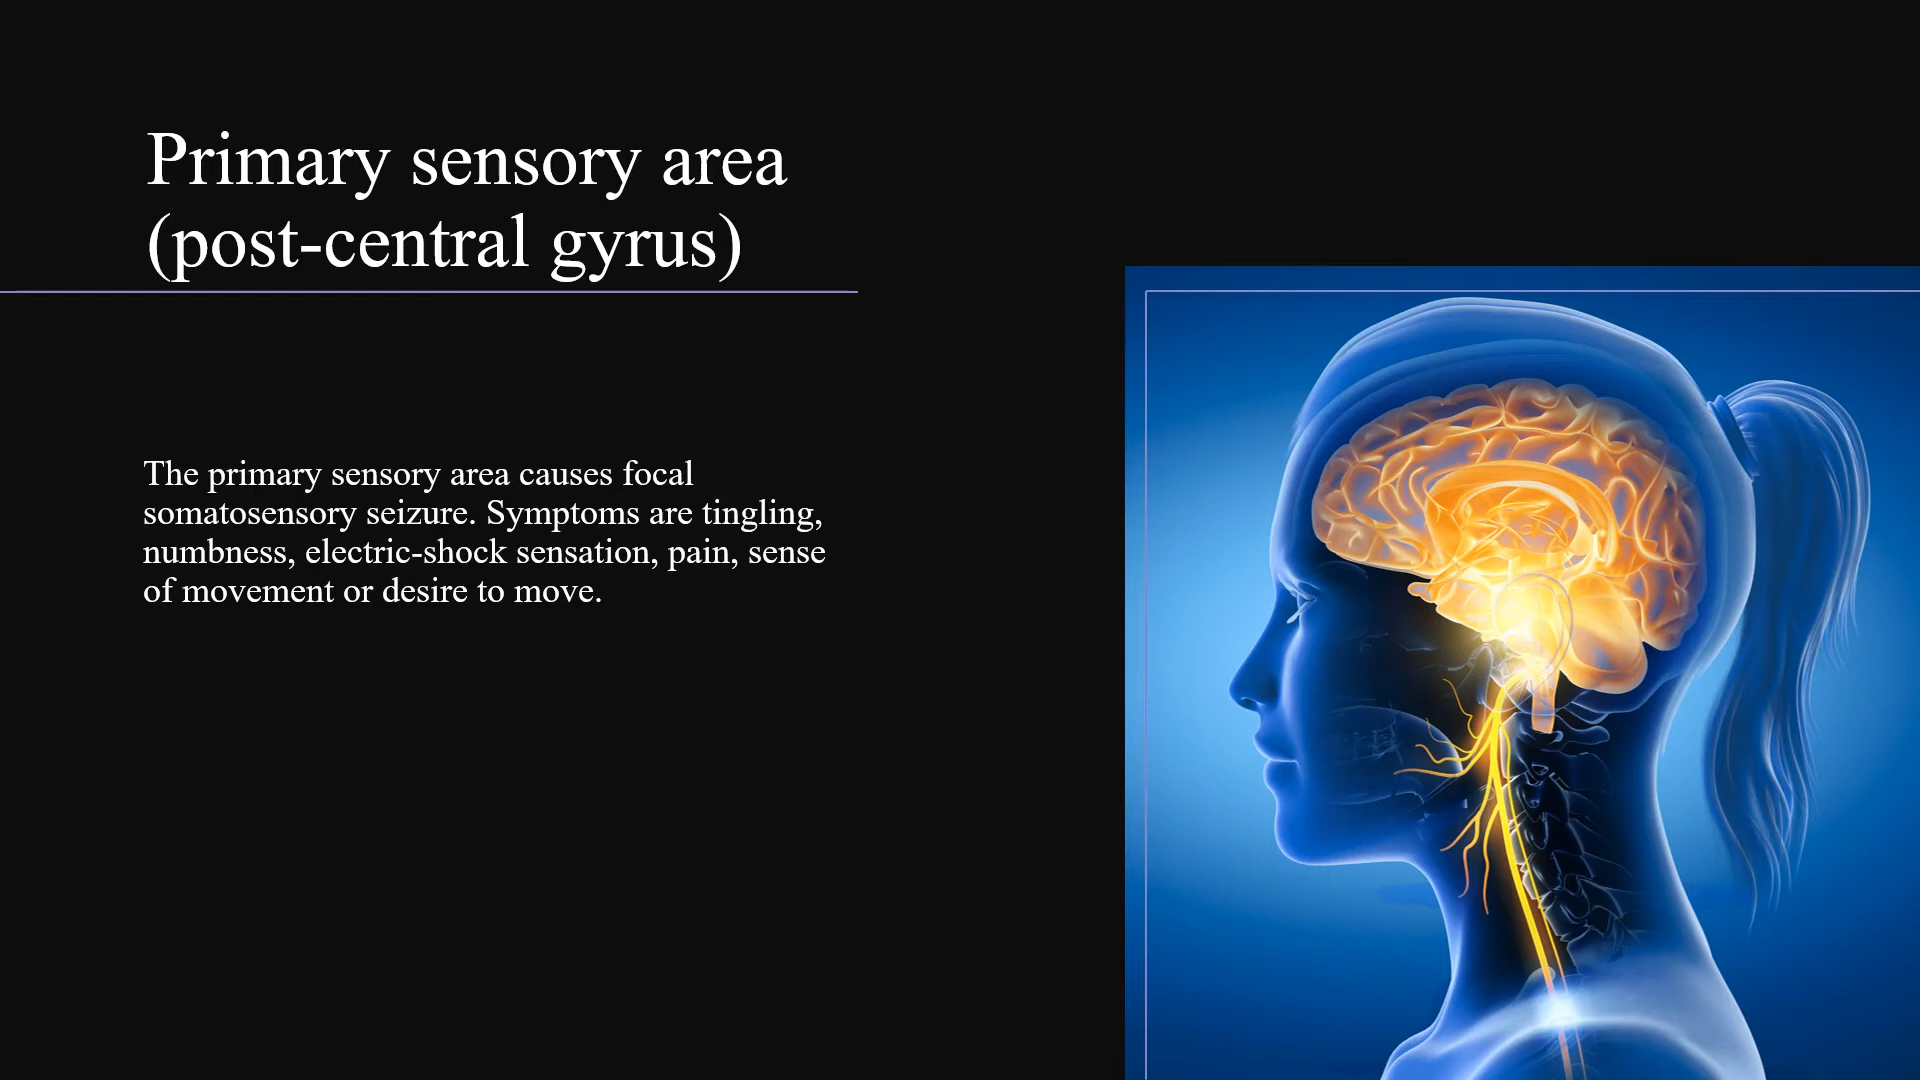 Primary sensory area
(post-central gyrus)
The primary sensory area causes focal
somatosensory seizure. Symptoms are tingling,
numbness, electric-shock sensation, pain, sense
of movement or desire to move.